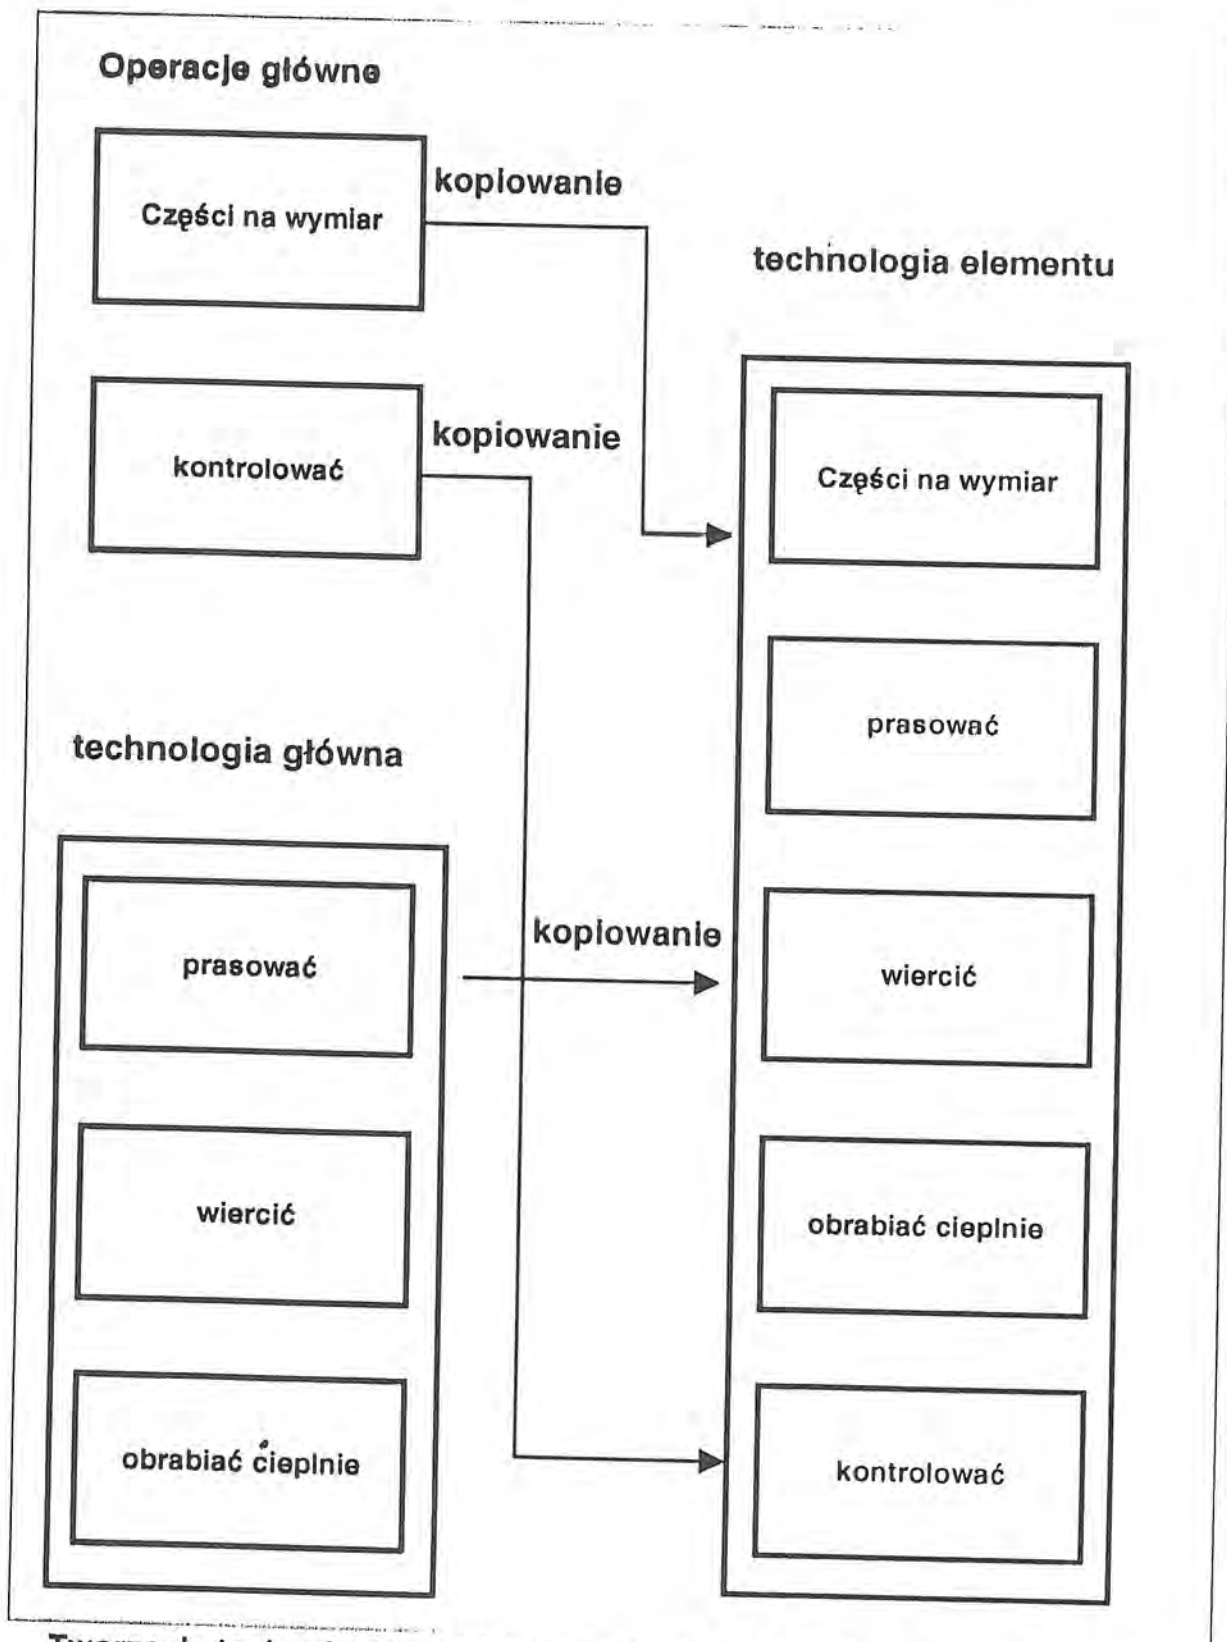 Operacje główne
Części na wymiar
kopiowanie
kontrolować
kopiowanie
technologia główna
prasować
wiercić
obrabiać cieplnie
kopiowanie
technologia elementu
Części na wymiar
prasować
wiercić
obrabiać cieplnie
kontrolować